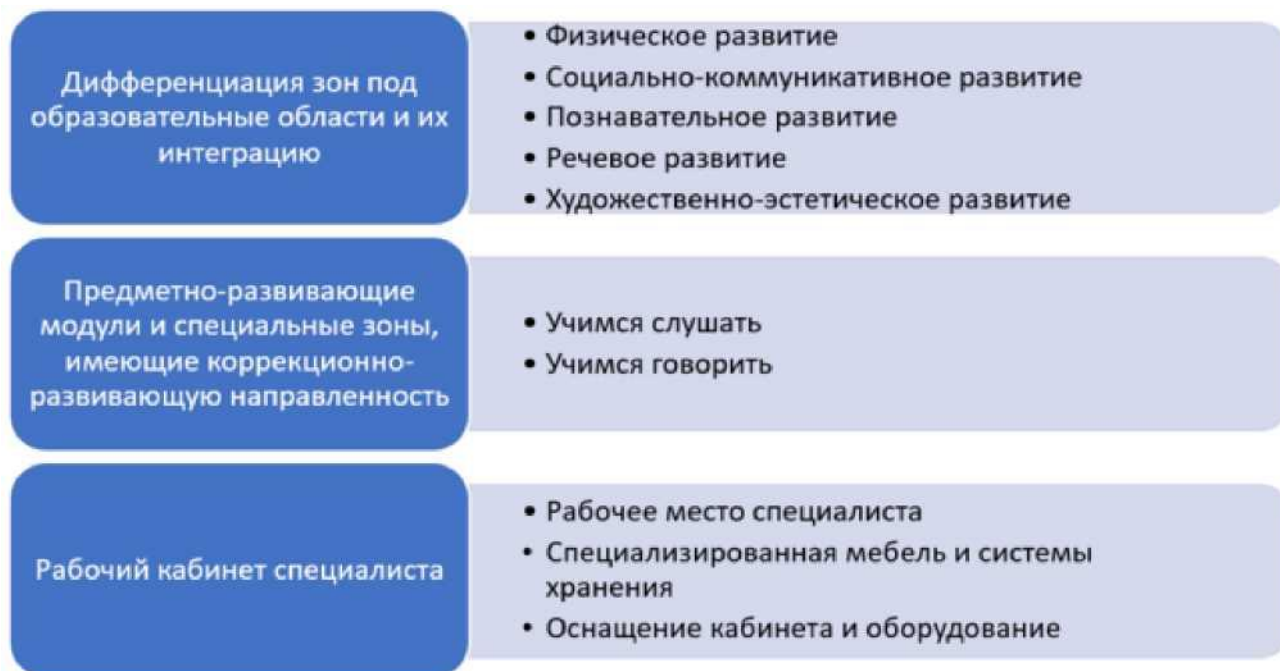 Дифференциация зон под
образовательные области и их
интеграцию
• Физическое развитие
• Социально-коммуникативное развитие
• Познавательное развитие
• Речевое развитие
• Художественно-эстетическое развитие
Предметно-развивающие
модули и специальные зоны,
имеющие коррекционно-
развивающую направленность
• Учимся слушать
• Учимся говорить
Рабочий кабинет специалиста
• Рабочее место специалиста
• Специализированная мебель и системы
хранения
• Оснащение кабинета и оборудование